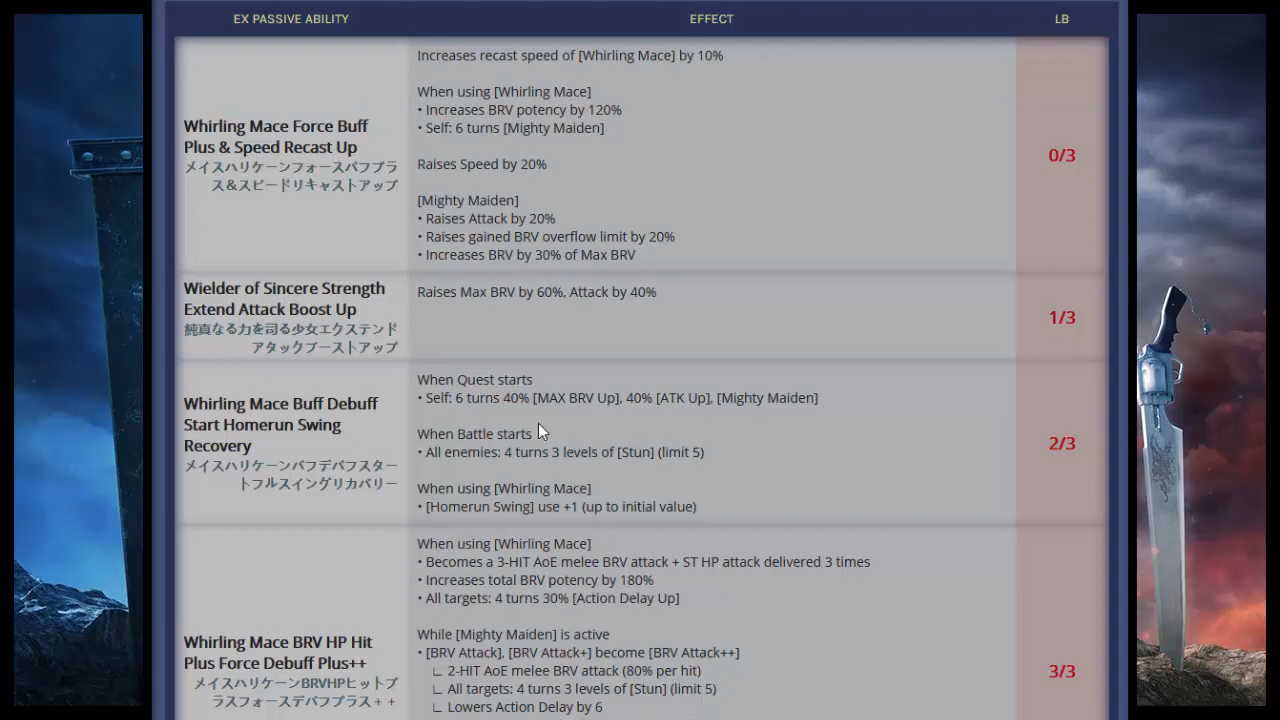 EX PASSIVE ABILITY
EFFECT
LB
Whirling Mace Force Buff
Plus & Speed Recast Up
メイスハリケーンフォースバフプラ
ス＆スピードリキャストアップ
Increases recast speed of [Whirling Mace] by 10%
When using [Whirling Mace]
• Increases BRV potency by 120%
• Self: 6 turns [Mighty Maiden]
Raises Speed by 20%
[Mighty Maiden]
• Raises Attack by 20%
• Raises gained BRV overflow limit by 20%
• Increases BRV by 30% of Max BRV
0/3
Wielder of Sincere Strength
Extend Attack Boost Up
純真なる力を司る少女エクステンド
アタックブーストアップ
Raises Max BRV by 60%, Attack by 40%
1/3
Whirling Mace Buff Debuff
Start Homerun Swing
Recovery
メイスハリケーンバフデバフスター
トフルスイングリカバリー
When Quest starts
• Self: 6 turns 40% [MAX BRV Up], 40% [ATK Up], [Mighty Maiden]
When Battle starts
• All enemies: 4 turns 3 levels of [Stun] (limit 5)
When using [Whirling Mace]
• [Homerun Swing] use +1 (up to initial value)
2/3
Whirling Mace BRV HP Hit
Plus Force Debuff Plus++
メイスハリケーンBRVHPヒットプ
ラスフォースデバフプラス＋＋
When using [Whirling Mace]
• Becomes a 3-HIT AoE melee BRV attack + ST HP attack delivered 3 times
• Increases total BRV potency by 180%
• All targets: 4 turns 30% [Action Delay Up]
While [Mighty Maiden] is active
• [BRV Attack], [BRV Attack+] become [BRV Attack++]
∟ 2-HIT AoE melee BRV attack (80% per hit)
∟ All targets: 4 turns 3 levels of [Stun] (limit 5)
∟ Lowers Action Delay by 6
3/3